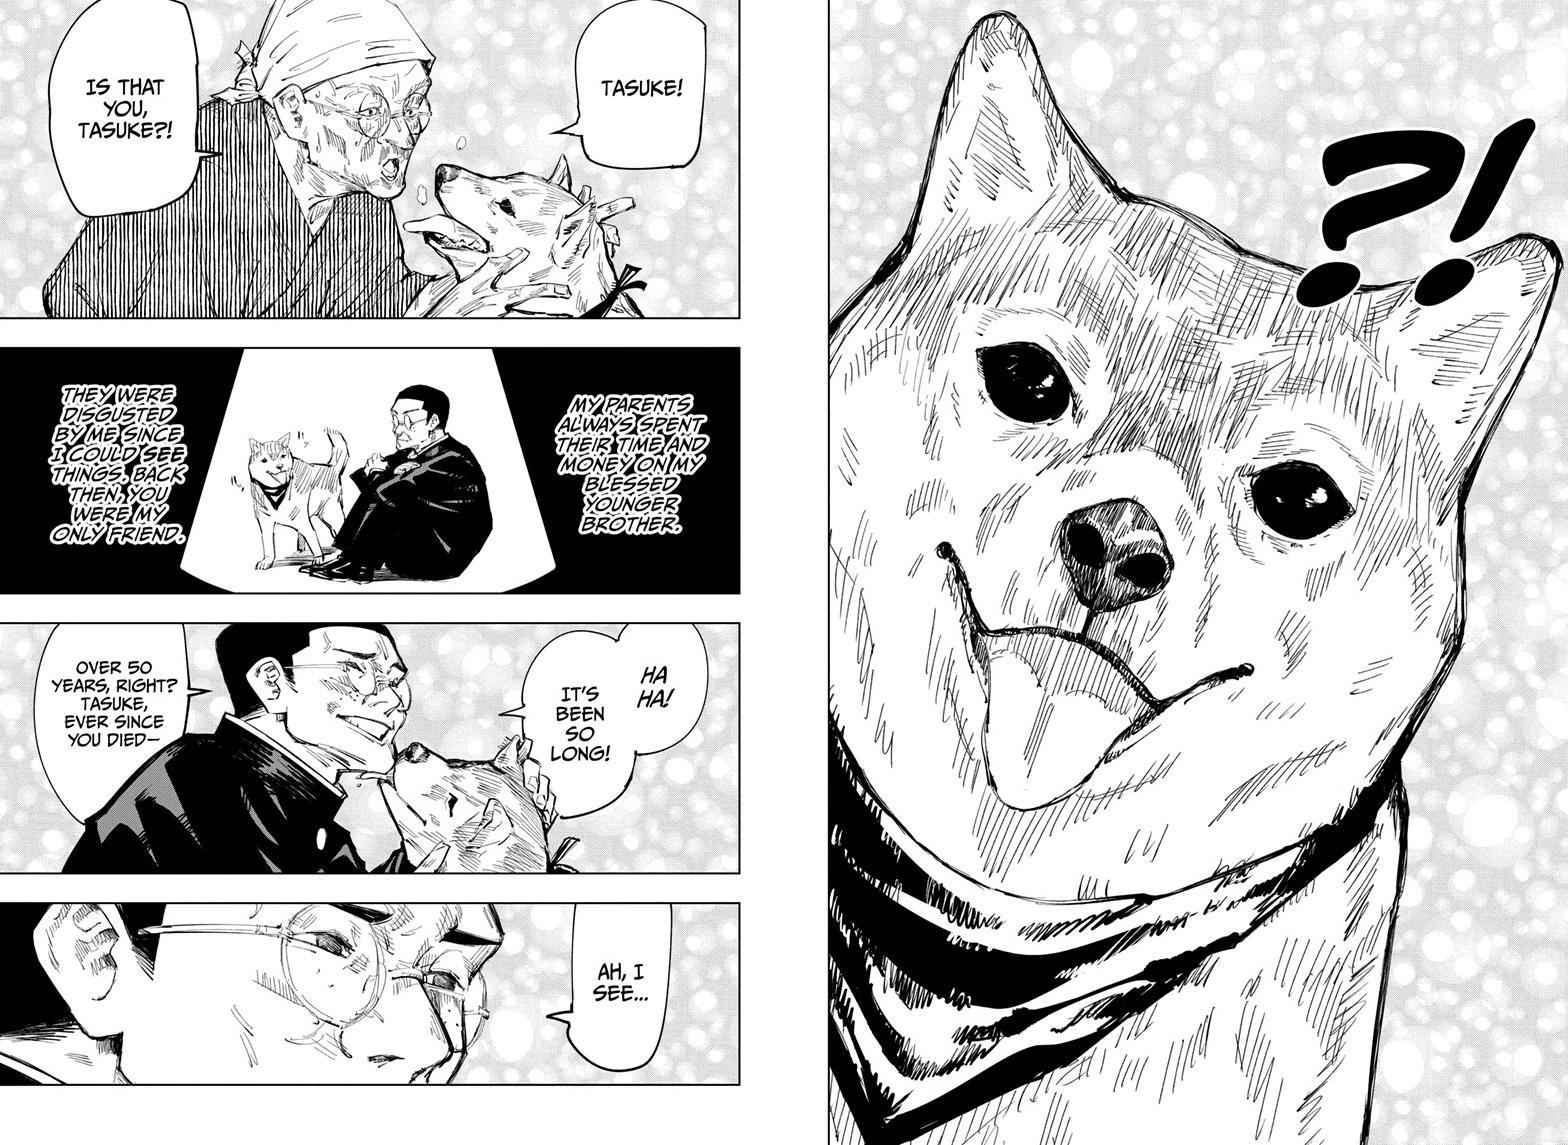 ?!
TASUKE!
IS THAT
YOU,
TASUKE?!
MY PARENTS
ALWAYS SPENT
THEIR TIME AND
MONEY ON MY
BLESSED
YOUNGER
BROTHER.
THEY WERE
DISGUSTED
BY ME SINCE
I COULD SEE
THINGS. BACK
THEN, YOU
WERE MY
ONLY FRIEND.
HA
HA!
IT'S
BEEN
SO
LONG!
OVER 50
YEARS, RIGHT?
TASUKE,
EVER SINCE
YOU DIED—
AH, I
SEE...